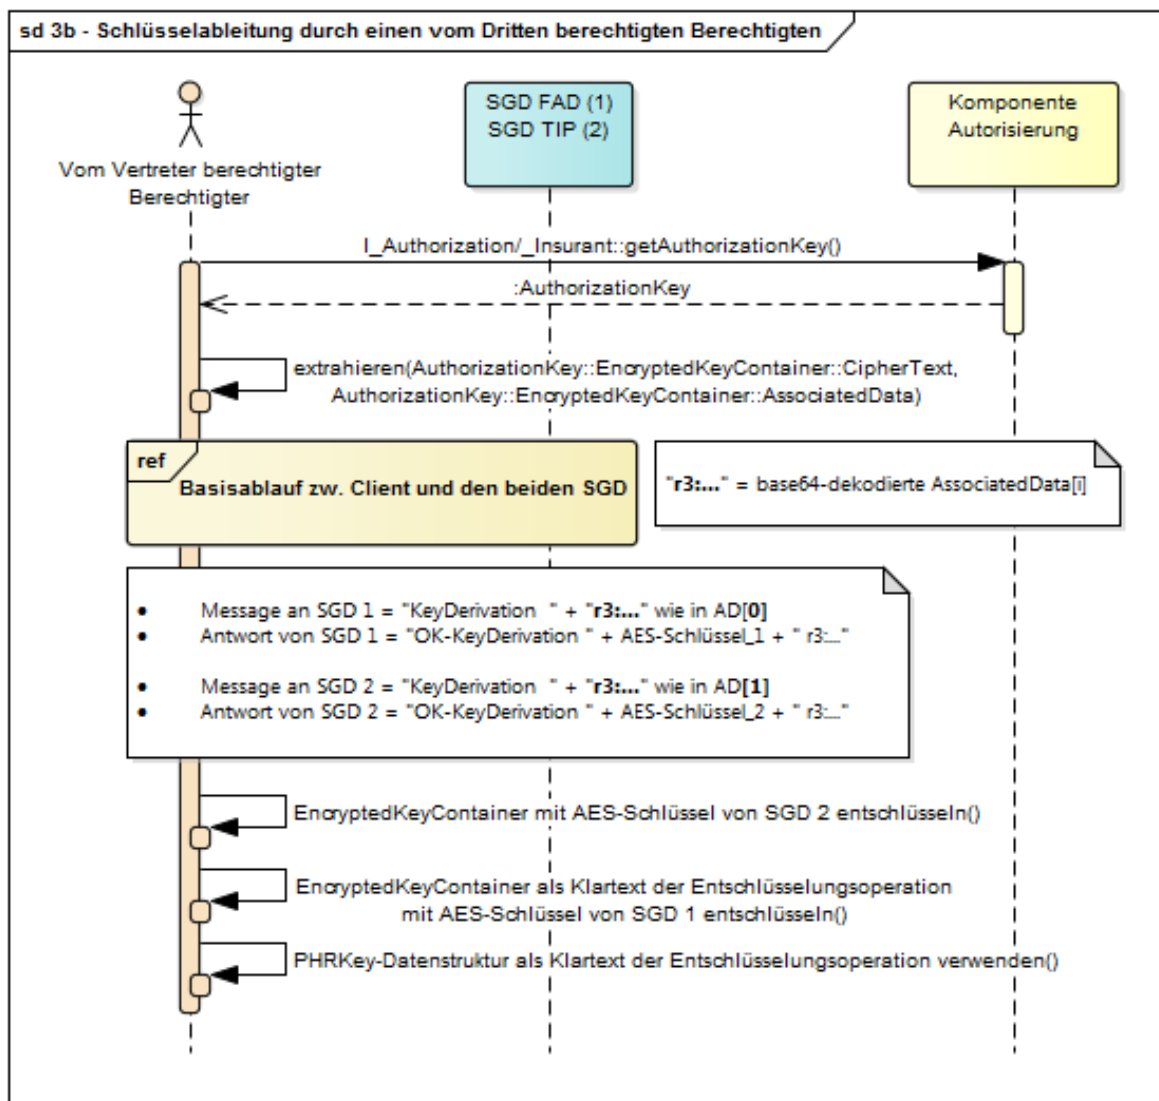 sd 3b - Schlüsselableitung durch einen vom Dritten berechtigten Berechtigten
SGD FAD (1)
SGD TIP (2)
Komponente
Autorisierung
Vom Vertreter berechtigter
Berechtigter
I_Authorization/_Insurant::getAuthorizationKey()
:AuthorizationKey
extrahieren(AuthorizationKey::EncryptedKeyContainer::CipherText,
AuthorizationKey::EncryptedKeyContainer::AssociatedData)
ref
Basisablauf zw. Client und den beiden SGD
"r3:..." = base64-dekodierte AssociatedData[i]
• Message an SGD 1 = "KeyDerivation " + "r3:..." wie in AD[0]
• Antwort von SGD 1 = "OK-KeyDerivation " + AES-Schlüssel_1 + " r3:..."
• Message an SGD 2 = "KeyDerivation " + "r3:..." wie in AD[1]
• Antwort von SGD 2 = "OK-KeyDerivation " + AES-Schlüssel_2 + " r3:..."
EncryptedKeyContainer mit AES-Schlüssel von SGD 2 entschlüsseln()
EncryptedKeyContainer als Klartext der Entschlüsselungsoperation
mit AES-Schlüssel von SGD 1 entschlüsseln()
PHRKey-Datenstruktur als Klartext der Entschlüsselungsoperation verwenden()